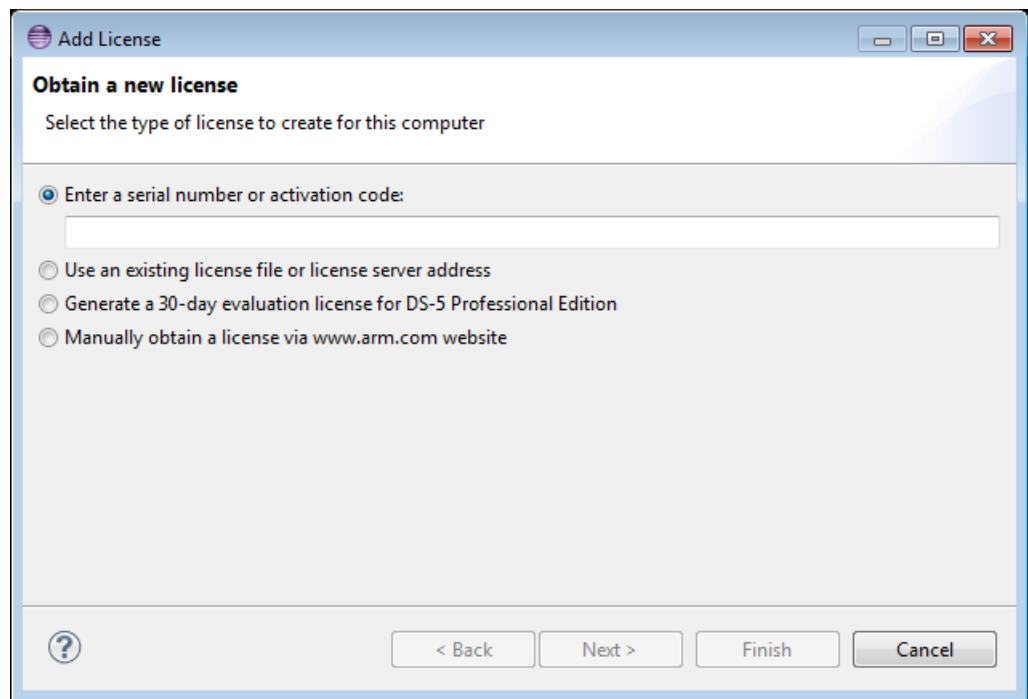 Add License
Obtain a new license
Select the type of license to create for this computer
Enter a serial number or activation code:
Use an existing license file or license server address
Generate a 30-day evaluation license for DS-5 Professional Edition
Manually obtain a license via www.arm.com website
?
< Back
Next >
Finish
Cancel